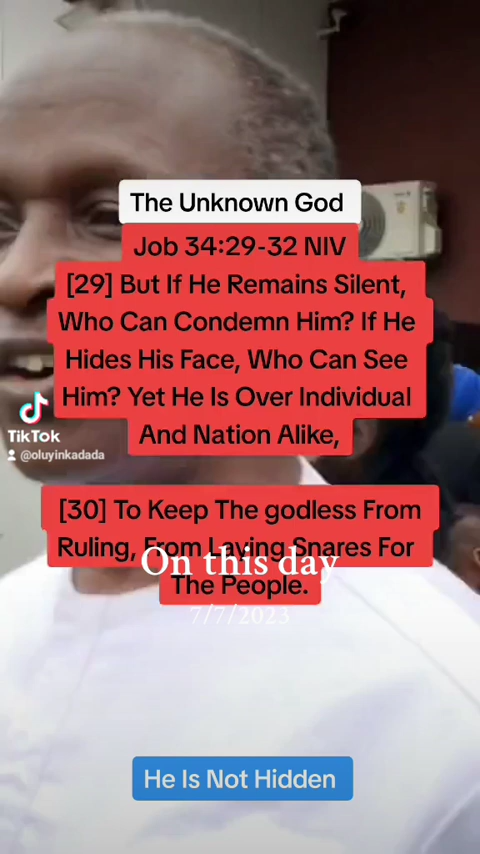 The Unknown God
Job 34:29-32 NIV
[29] But If He Remains Silent,
Who Can Condemn Him? If He
Hides His Face, Who Can See
Him? Yet He Is Over Individual
And Nation Alike,
TikTok
@oluyinkadada
[30] To Keep The godless From
Ruling, From Laying Snares For
On this day
The People.
7/7/2023
He Is Not Hidden